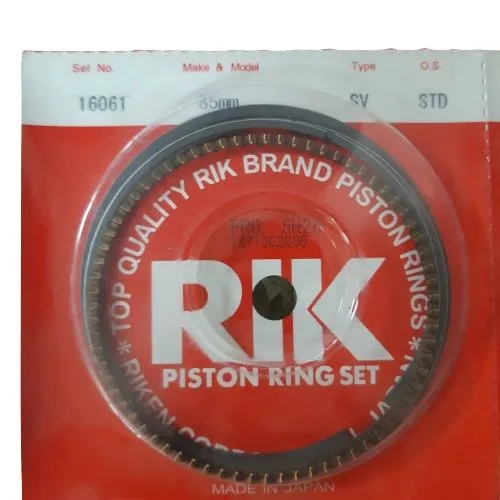 Set No. Make & Model Type O.S.
16061 85mm SV STD
* TOP QUALITY RIK BRAND PISTON RINGS *
RIK
PISTON RING SET
RIKEN
MADE IN JAPAN